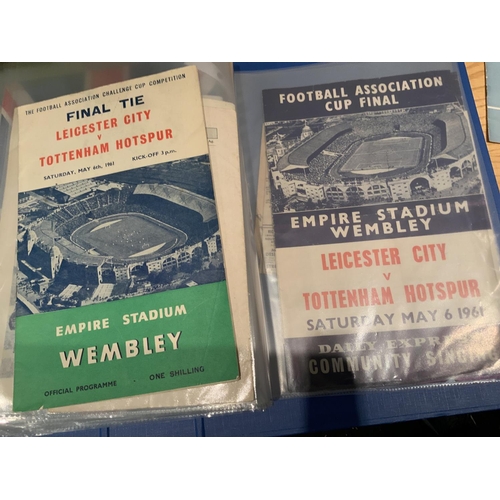 THE FOOTBALL ASSOCIATION CHALLENGE CUP COMPETITION
FINAL TIE
LEICESTER CITY
v
TOTTENHAM HOTSPUR
SATURDAY, MAY 6th, 1961 KICK-OFF 3 p.m.
EMPIRE STADIUM
WEMBLEY
OFFICIAL PROGRAMME ONE SHILLING
FOOTBALL ASSOCIATION
CUP FINAL
EMPIRE STADIUM
WEMBLEY
LEICESTER CITY
V
TOTTENHAM HOTSPUR
SATURDAY MAY 6 1961
DAILY EXPRESS
COMMUNITY SINGIN